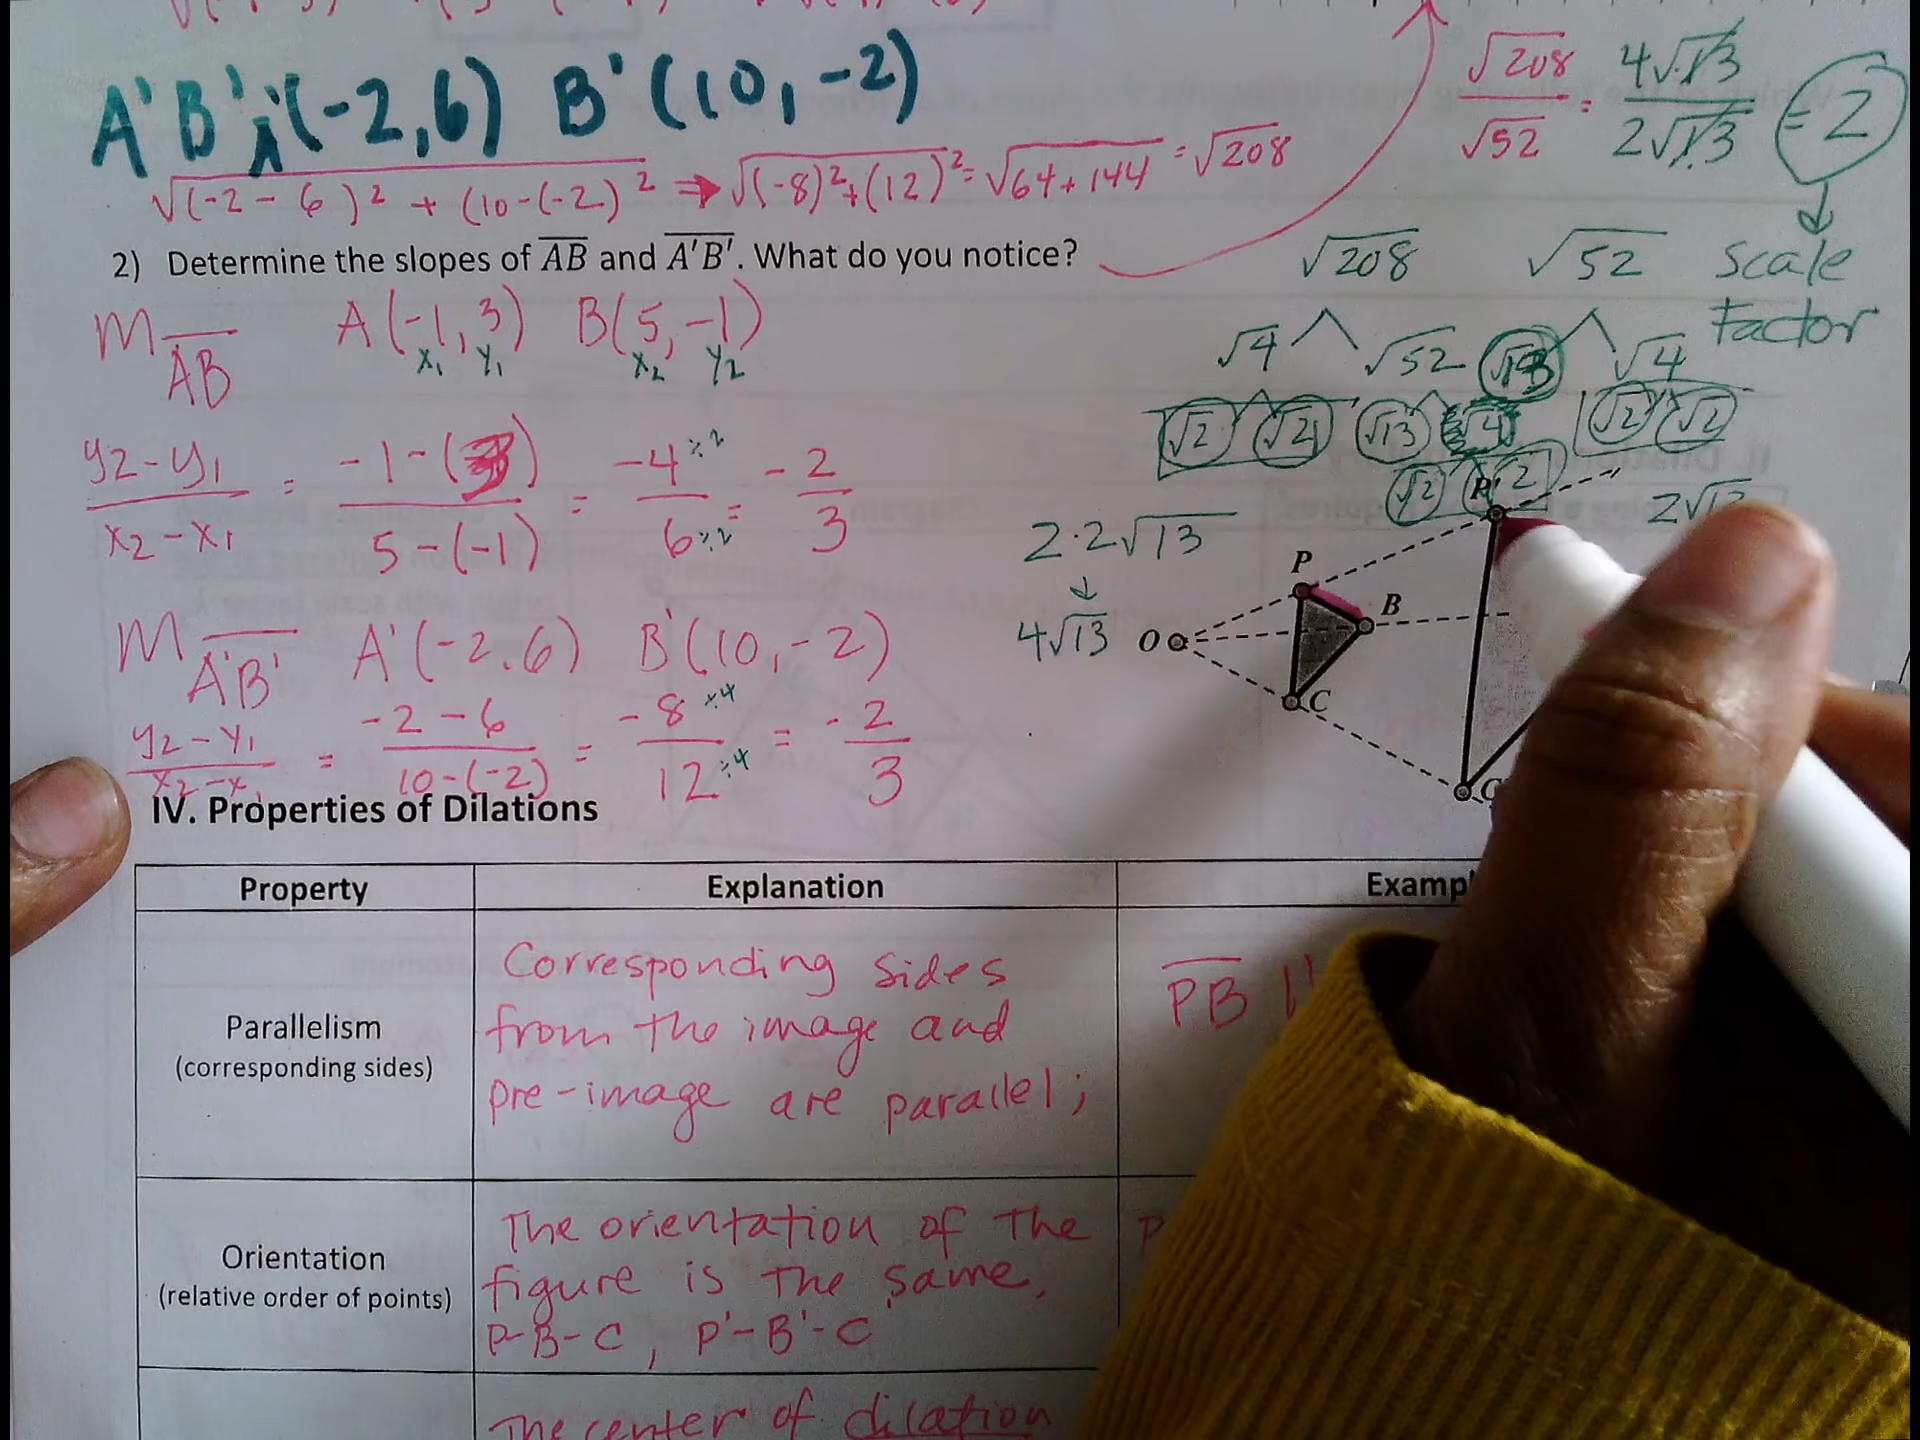 A'B' A'(-2,6) B'(10,-2)
√(-2-6)² + (10-(-2)² → √(-8)²+(12)² = √64+144 = √208
√208/√52 = 4√13/2√13 = 2
Scale
Factor
2) Determine the slopes of AB and A'B'. What do you notice?
M AB A(-1,3) B(5,-1)
x₁ y₁ x₂ y₂
y2-y1/x2-x1 = -1-(3)/5-(-1) = -4÷2/6÷2 = -2/3
M A'B' A'(-2,6) B'(10,-2)
y2-y1/x2-x1 = -2-6/10-(-2) = -8÷4/12÷4 = -2/3
√208 √52
√4 √52 √13 √4
√2 √2 √13 √4 √2 √2
√2
2·2√13
4√13
P
B
O
C
IV. Properties of Dilations
Property Explanation
Parallelism
(corresponding sides)
Corresponding sides
from the image and
pre-image are parallel;
PB
Orientation
(relative order of points)
The orientation of the
figure is the same,
P-B-C, P'-B'-C
The center of dilation